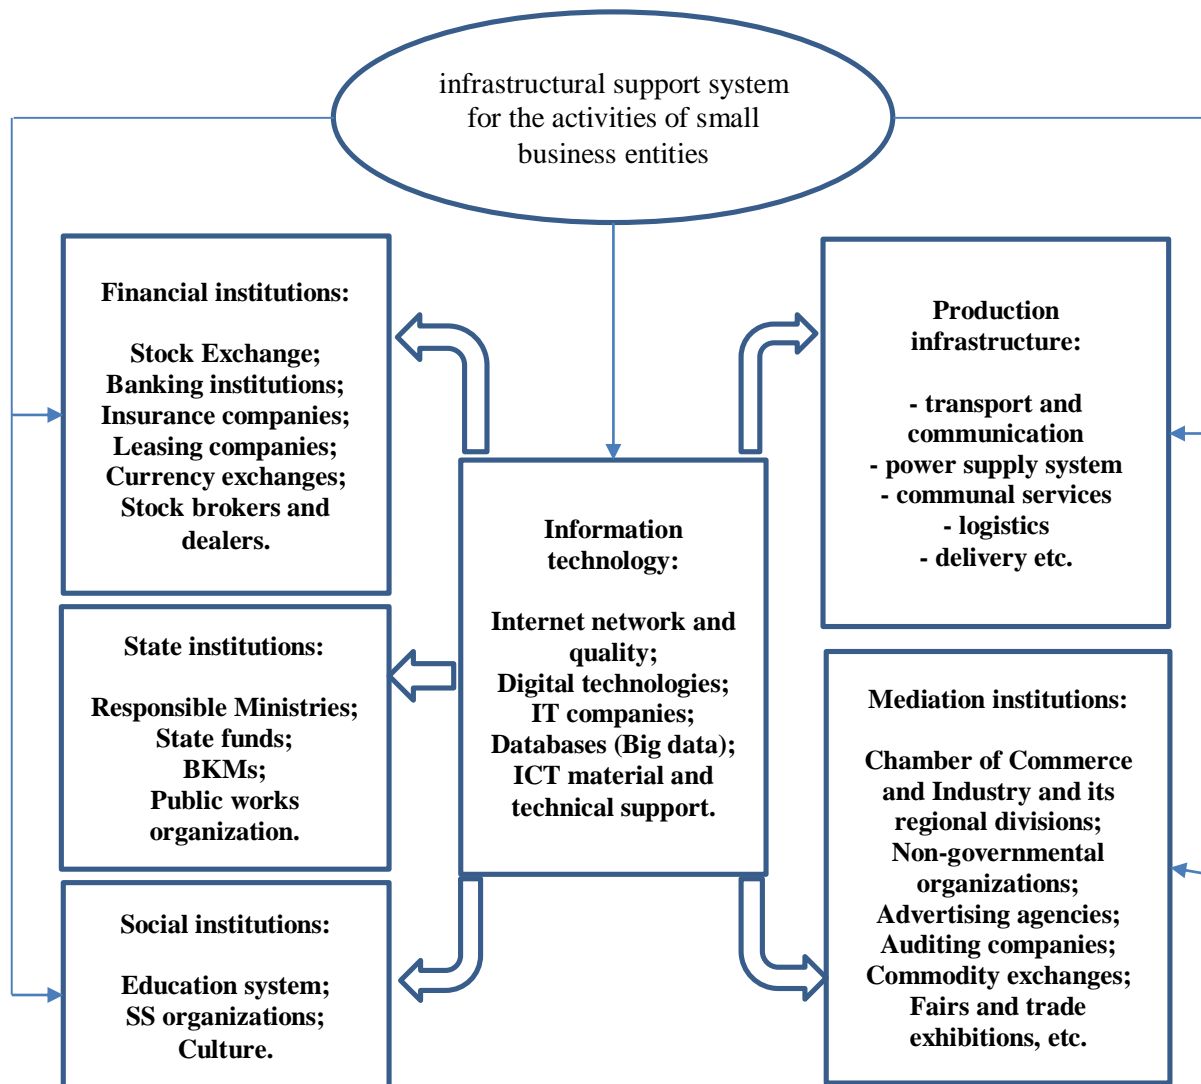 infrastructural support system
for the activities of small
business entities
Financial institutions:
Stock Exchange;
Banking institutions;
Insurance companies;
Leasing companies;
Currency exchanges;
Stock brokers and
dealers.
State institutions:
Responsible Ministries;
State funds;
BKMs;
Public works
organization.
Social institutions:
Education system;
SS organizations;
Culture.
Information
technology:
Internet network and
quality;
Digital technologies;
IT companies;
Databases (Big data);
ICT material and
technical support.
Production
infrastructure:
- transport and
communication
- power supply system
- communal services
- logistics
- delivery etc.
Mediation institutions:
Chamber of Commerce
and Industry and its
regional divisions;
Non-governmental
organizations;
Advertising agencies;
Auditing companies;
Commodity exchanges;
Fairs and trade
exhibitions, etc.